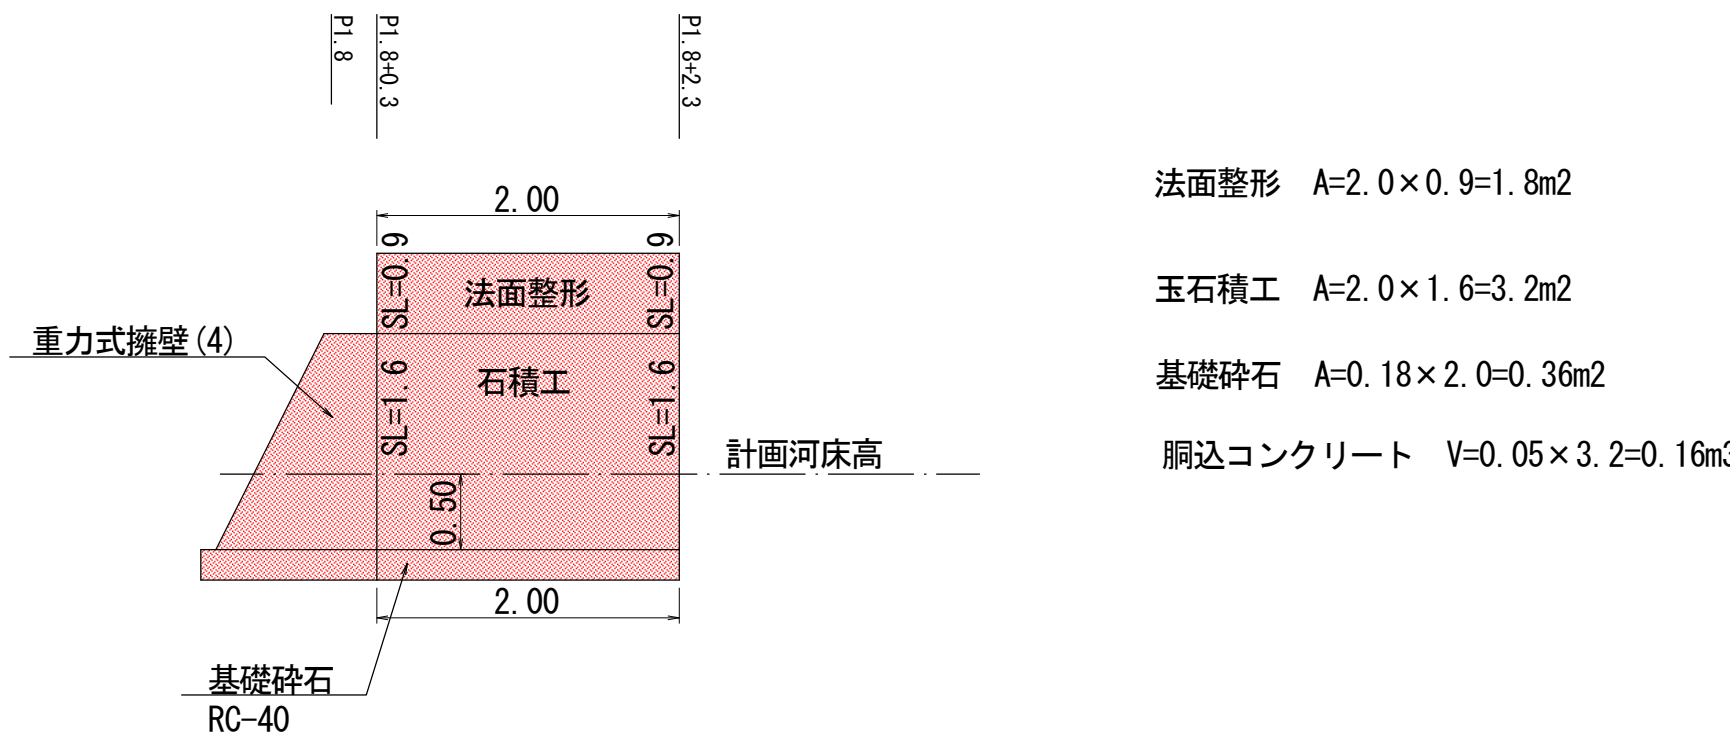 P1.8
P1.8+0.3
P1.8+2.3
2.00
SL=0.9
SL=0.9
法面整形
重力式擁壁(4)
SL=1.6
SL=1.6
石積工
計画河床高
0.50
2.00
基礎砕石
RC-40
法面整形 A=2.0×0.9=1.8m2
玉石積工 A=2.0×1.6=3.2m2
基礎砕石 A=0.18×2.0=0.36m2
胴込コンクリート V=0.05×3.2=0.16m3